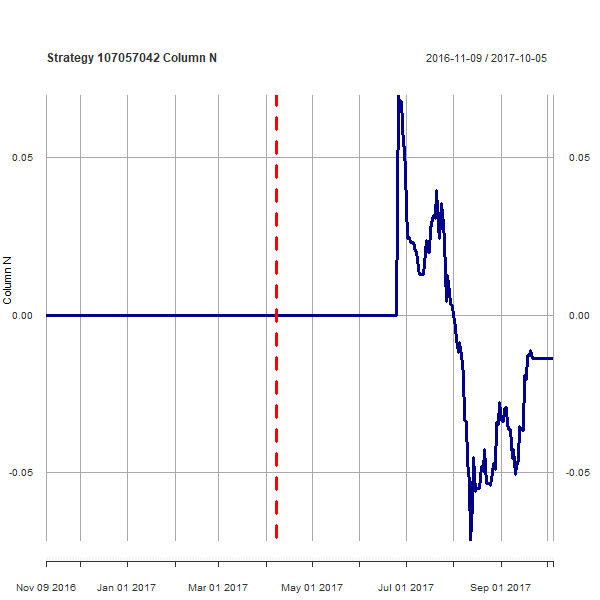 Strategy 107057042 Column N
2016-11-09 / 2017-10-05
0.05
0.05
Column N
0.00
0.00
-0.05
-0.05
Nov 09 2016
Jan 01 2017
Mar 01 2017
May 01 2017
Jul 01 2017
Sep 01 2017